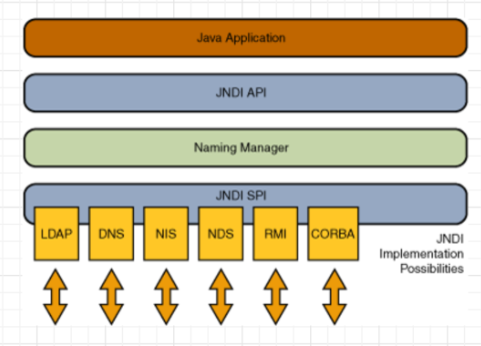 Java Application
JNDI API
Naming Manager
JNDI SPI
LDAP DNS NIS NDS RMI CORBA
JNDI
Implementation
Possibilities